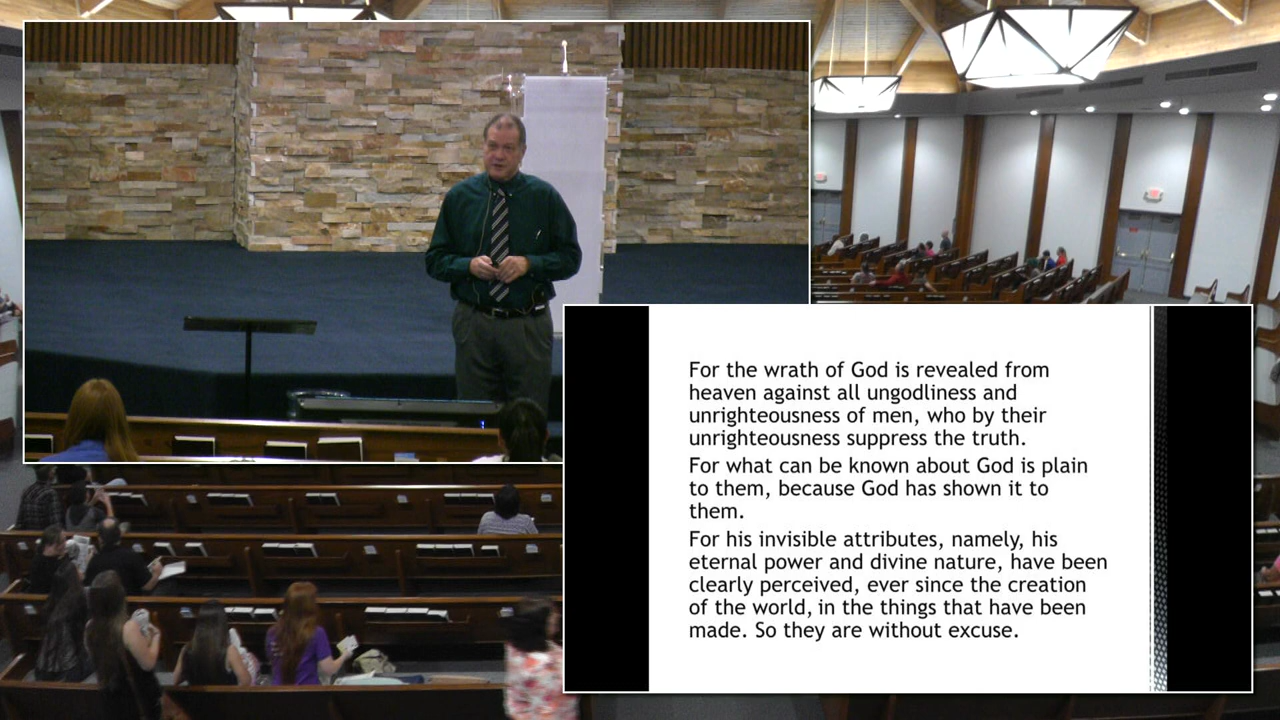 For the wrath of God is revealed from
heaven against all ungodliness and
unrighteousness of men, who by their
unrighteousness suppress the truth.
For what can be known about God is plain
to them, because God has shown it to
them.
For his invisible attributes, namely, his
eternal power and divine nature, have been
clearly perceived, ever since the creation
of the world, in the things that have been
made. So they are without excuse.